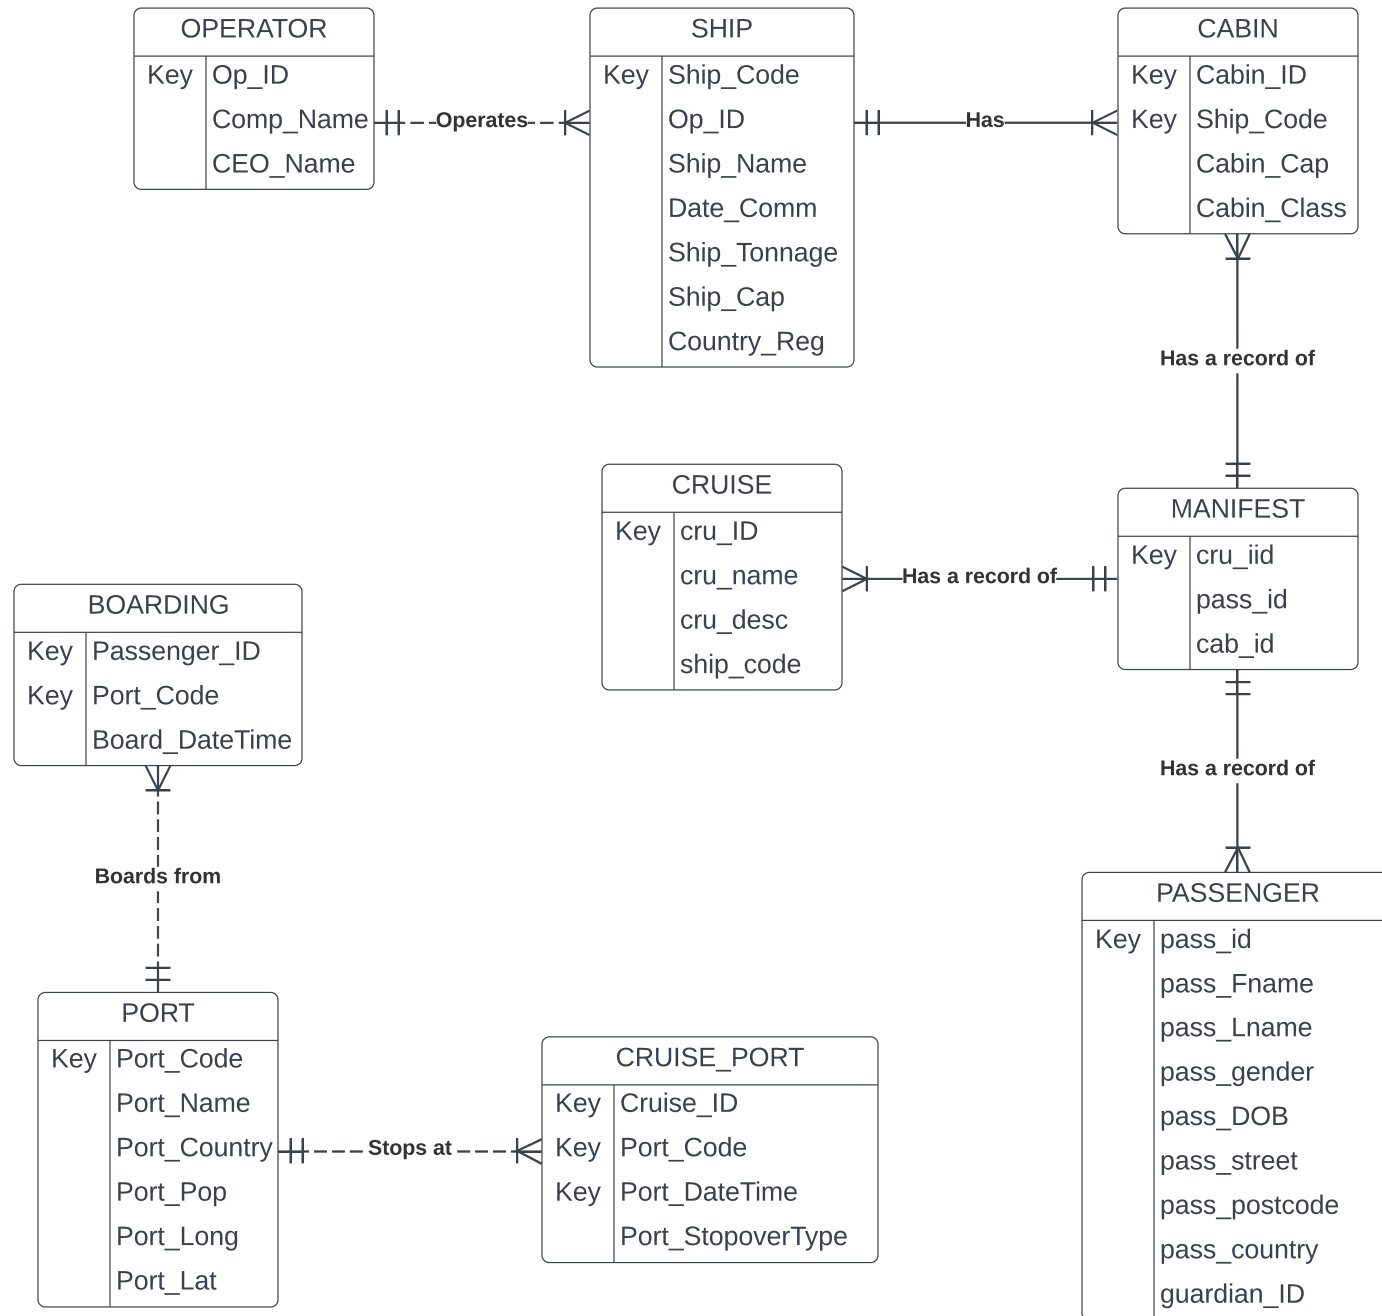 OPERATOR
Key Op_ID
Comp_Name
CEO_Name
Operates
SHIP
Key Ship_Code
Op_ID
Ship_Name
Date_Comm
Ship_Tonnage
Ship_Cap
Country_Reg
Has
CABIN
Key Cabin_ID
Key Ship_Code
Cabin_Cap
Cabin_Class
Has a record of
CRUISE
Key cru_ID
cru_name
cru_desc
ship_code
Has a record of
MANIFEST
Key cru_iid
pass_id
cab_id
BOARDING
Key Passenger_ID
Key Port_Code
Board_DateTime
Has a record of
Boards from
PASSENGER
Key pass_id
pass_Fname
pass_Lname
pass_gender
pass_DOB
pass_street
pass_postcode
pass_country
guardian_ID
PORT
Key Port_Code
Port_Name
Port_Country
Port_Pop
Port_Long
Port_Lat
Stops at
CRUISE_PORT
Key Cruise_ID
Key Port_Code
Key Port_DateTime
Port_StopoverType